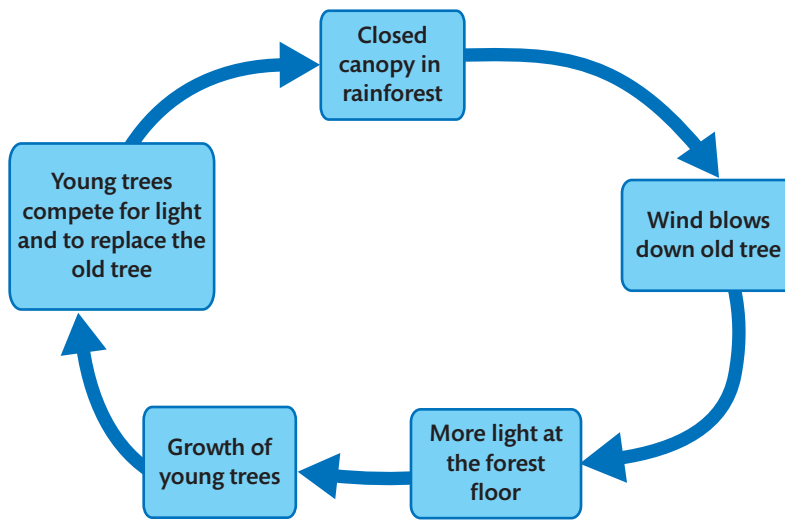 Closed
canopy in
rainforest
Wind blows
down old tree
More light at
the forest
floor
Growth of
young trees
Young trees
compete for light
and to replace the
old tree